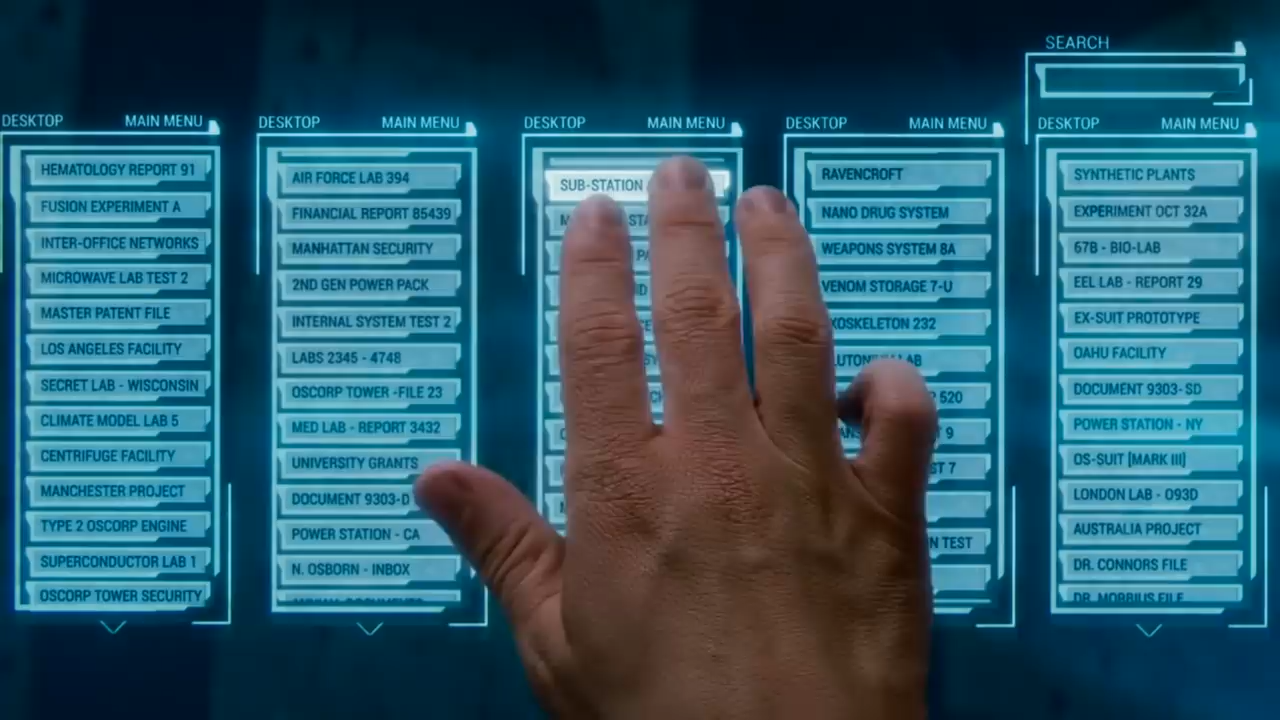 SEARCH
DESKTOP MAIN MENU
HEMATOLOGY REPORT 91
FUSION EXPERIMENT A
INTER-OFFICE NETWORKS
MICROWAVE LAB TEST 2
MASTER PATENT FILE
LOS ANGELES FACILITY
SECRET LAB - WISCONSIN
CLIMATE MODEL LAB 5
CENTRIFUGE FACILITY
MANCHESTER PROJECT
TYPE 2 OSCORP ENGINE
SUPERCONDUCTOR LAB 1
OSCORP TOWER SECURITY
DESKTOP MAIN MENU
AIR FORCE LAB 394
FINANCIAL REPORT 85439
MANHATTAN SECURITY
2ND GEN POWER PACK
INTERNAL SYSTEM TEST 2
LABS 2345 - 4748
OSCORP TOWER -FILE 23
MED LAB - REPORT 3432
UNIVERSITY GRANTS
DOCUMENT 9303-D
POWER STATION - CA
N. OSBORN - INBOX
DESKTOP MAIN MENU
SUB-STATION
DESKTOP MAIN MENU
RAVENCROFT
NANO DRUG SYSTEM
WEAPONS SYSTEM 8A
VENOM STORAGE 7-U
232
LAB
520
9
7
TEST
DESKTOP MAIN MENU
SYNTHETIC PLANTS
EXPERIMENT OCT 32A
67B - BIO-LAB
EEL LAB - REPORT 29
EX-SUIT PROTOTYPE
OAHU FACILITY
DOCUMENT 9303- SD
POWER STATION - NY
OS-SUIT [MARK III]
LONDON LAB - 093D
AUSTRALIA PROJECT
DR. CONNORS FILE
DR. MORBIUS FILE